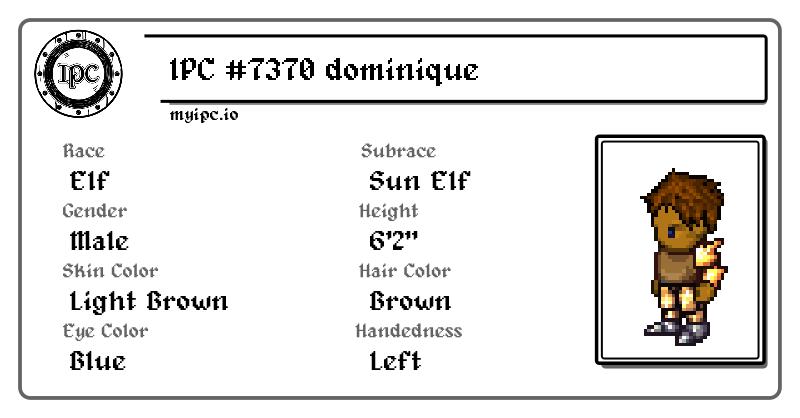 IPC
IPC #7370 dominique
myipc.io
Race
Elf
Subrace
Sun Elf
Gender
Male
Height
6'2"
Skin Color
Light Brown
Hair Color
Brown
Eye Color
Blue
Handedness
Left